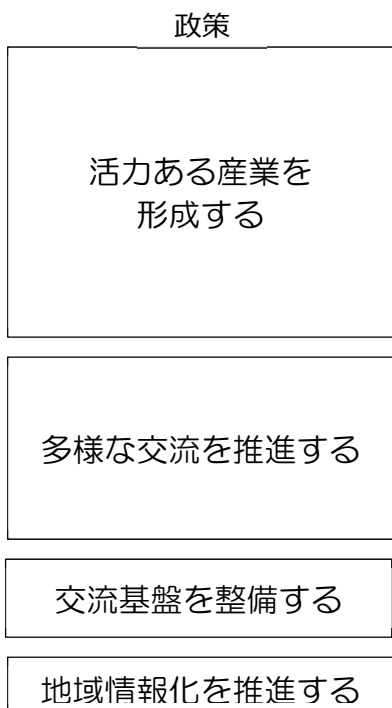 政策
活力ある産業を
形成する
多様な交流を推進する
交流基盤を整備する
地域情報化を推進する